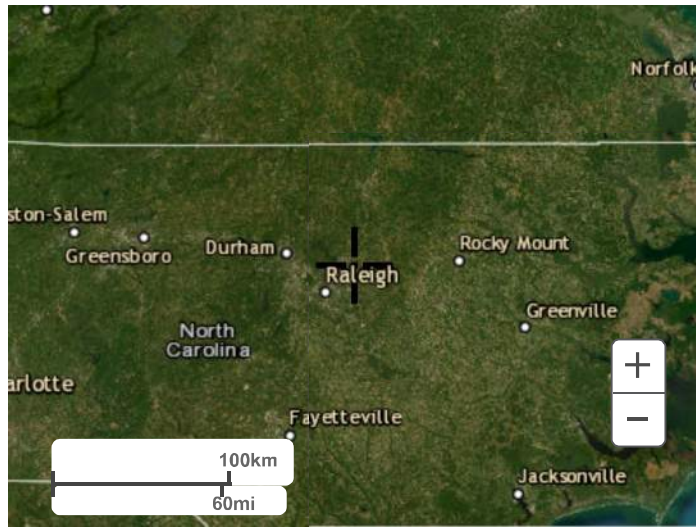 Norfolk
ston-Salem
Greensboro
Durham
Rocky Mount
Raleigh
Greenville
North
Carolina
+
arlotte
−
Fayetteville
100km
60mi
Jacksonville